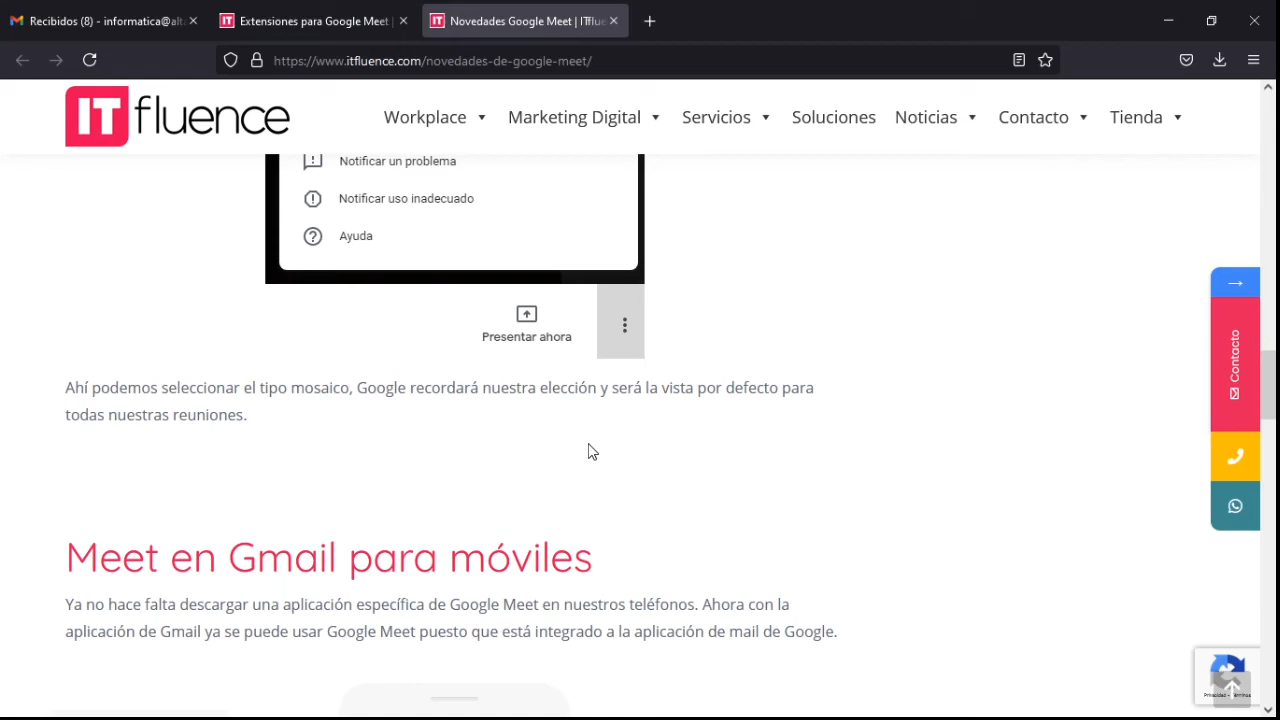 Recibidos (8) - informatica@alt
Extensiones para Google Meet |
Novedades Google Meet | ITflue
https://www.itfluence.com/novedades-de-google-meet/
ITfluence
Workplace
Marketing Digital
Servicios
Soluciones
Noticias
Contacto
Tienda
Notificar un problema
Notificar uso inadecuado
Ayuda
Presentar ahora
Contacto
Ahí podemos seleccionar el tipo mosaico, Google recordará nuestra elección y será la vista por defecto para
todas nuestras reuniones.
Meet en Gmail para móviles
Ya no hace falta descargar una aplicación específica de Google Meet en nuestros teléfonos. Ahora con la
aplicación de Gmail ya se puede usar Google Meet puesto que está integrado a la aplicación de mail de Google.